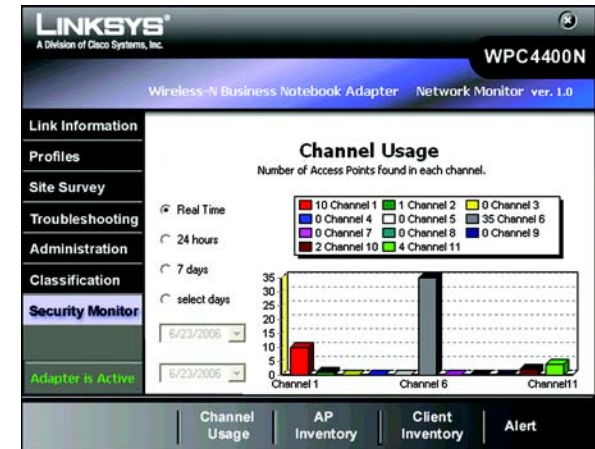 LINKSYS®
A Division of Cisco Systems, Inc.
WPC4400N
Wireless-N Business Notebook Adapter Network Monitor ver. 1.0
Link Information
Profiles
Site Survey
Troubleshooting
Administration
Classification
Security Monitor
Adapter is Active
Channel Usage
Number of Access Points found in each channel.
Real Time
24 hours
7 days
select days
6/23/2006
6/23/2006
10 Channel 1 1 Channel 2 0 Channel 3
0 Channel 4 0 Channel 5 35 Channel 6
0 Channel 7 0 Channel 8 0 Channel 9
2 Channel 10 4 Channel 11
35
30
25
20
15
10
5
0
Channel 1 Channel 6 Channel11
Channel Usage
AP Inventory
Client Inventory
Alert